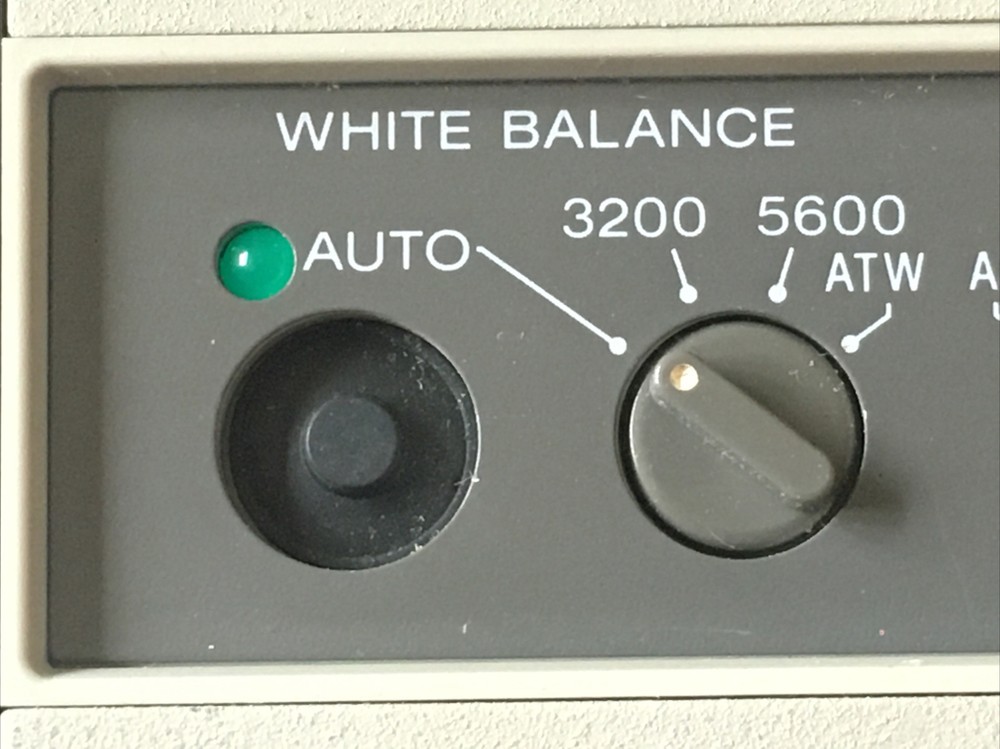 WHITE BALANCE
3200 5600
AUTO
ATW